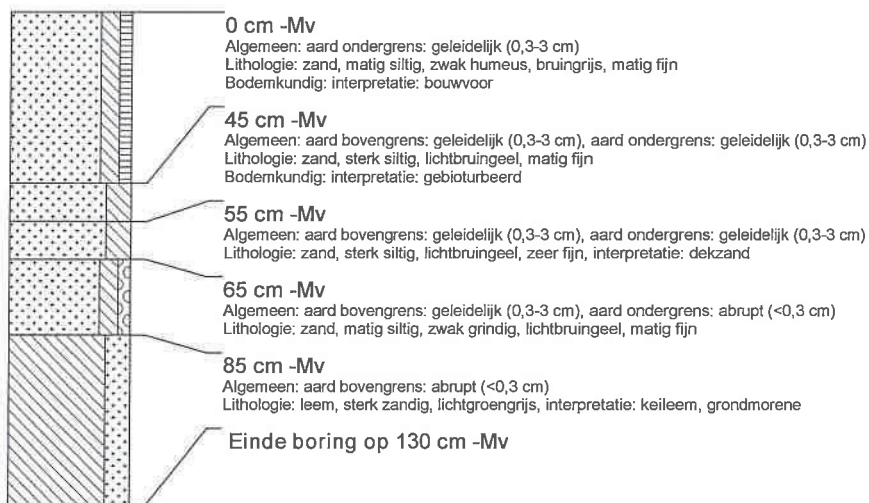 0 cm -Mv
Algemeen: aard ondergrens: geleidelijk (0,3-3 cm)
Lithologie: zand, matig siltig, zwak humeus, bruingrijs, matig fijn
Bodemkundig: interpretatie: bouwvoor
45 cm -Mv
Algemeen: aard bovengrens: geleidelijk (0,3-3 cm), aard ondergrens: geleidelijk (0,3-3 cm)
Lithologie: zand, sterk siltig, lichtbruingeel, matig fijn
Bodemkundig: interpretatie: gebioturbeerd
55 cm -Mv
Algemeen: aard bovengrens: geleidelijk (0,3-3 cm), aard ondergrens: geleidelijk (0,3-3 cm)
Lithologie: zand, sterk siltig, lichtbruingeel, zeer fijn, interpretatie: dekzand
65 cm -Mv
Algemeen: aard bovengrens: geleidelijk (0,3-3 cm), aard ondergrens: abrupt (<0,3 cm)
Lithologie: zand, matig siltig, zwak grindig, lichtbruingeel, matig fijn
85 cm -Mv
Algemeen: aard bovengrens: abrupt (<0,3 cm)
Lithologie: leem, sterk zandig, lichtgroengrijs, interpretatie: keileem, grondmorene
Einde boring op 130 cm -Mv